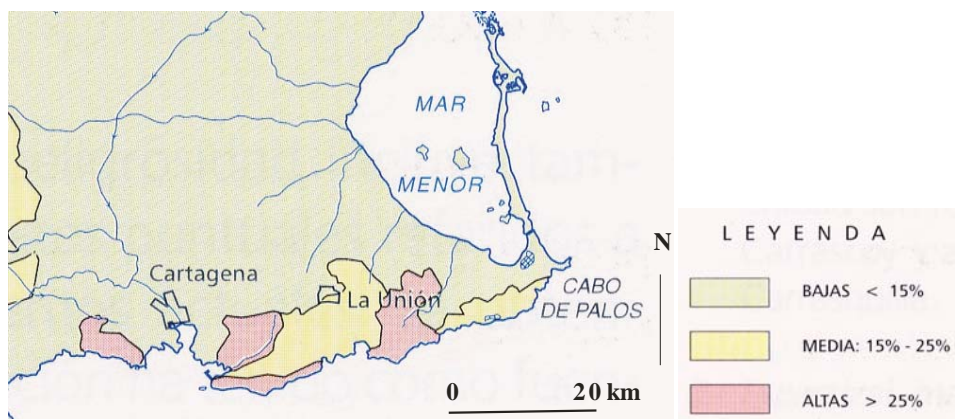 MAR
MENOR
Cartagena
La Unión
CABO
DE PALOS
N
0 20 km
LEYENDA
BAJAS < 15%
MEDIA: 15% - 25%
ALTAS > 25%